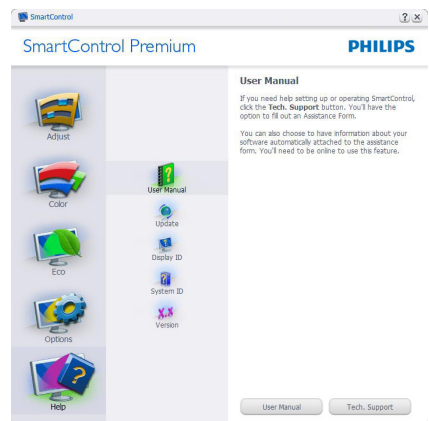 SmartControl
? x
SmartControl Premium
PHILIPS
Adjust
Color
Eco
Options
Help
User Manual
Update
Display ID
System ID
Version
User Manual
If you need help setting up or operating SmartControl,
click the Tech. Support button. You'll have the
option to fill out an Assistance Form.
You can also choose to have information about your
software automatically attached to the assistance
form. You'll need to be online to use this feature.
User Manual
Tech. Support